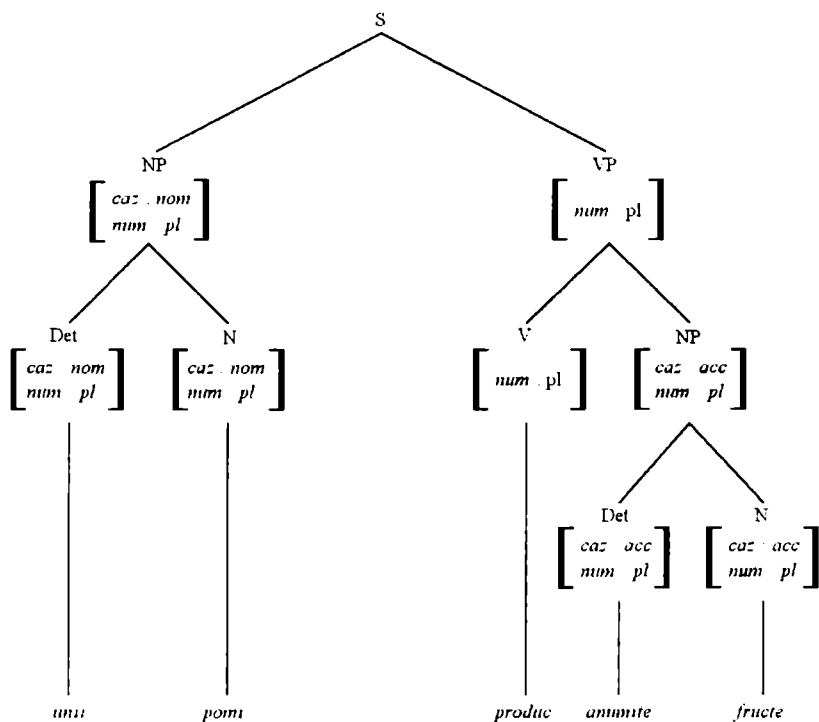 S
NP VP
caz : nom
num pl
num pl
Det N V NP
caz nom caz : nom caz acc
num pl num pl num : pl num pl
Det N
caz acc caz : acc
num pl num pl
unii pomi produc anumite fructe